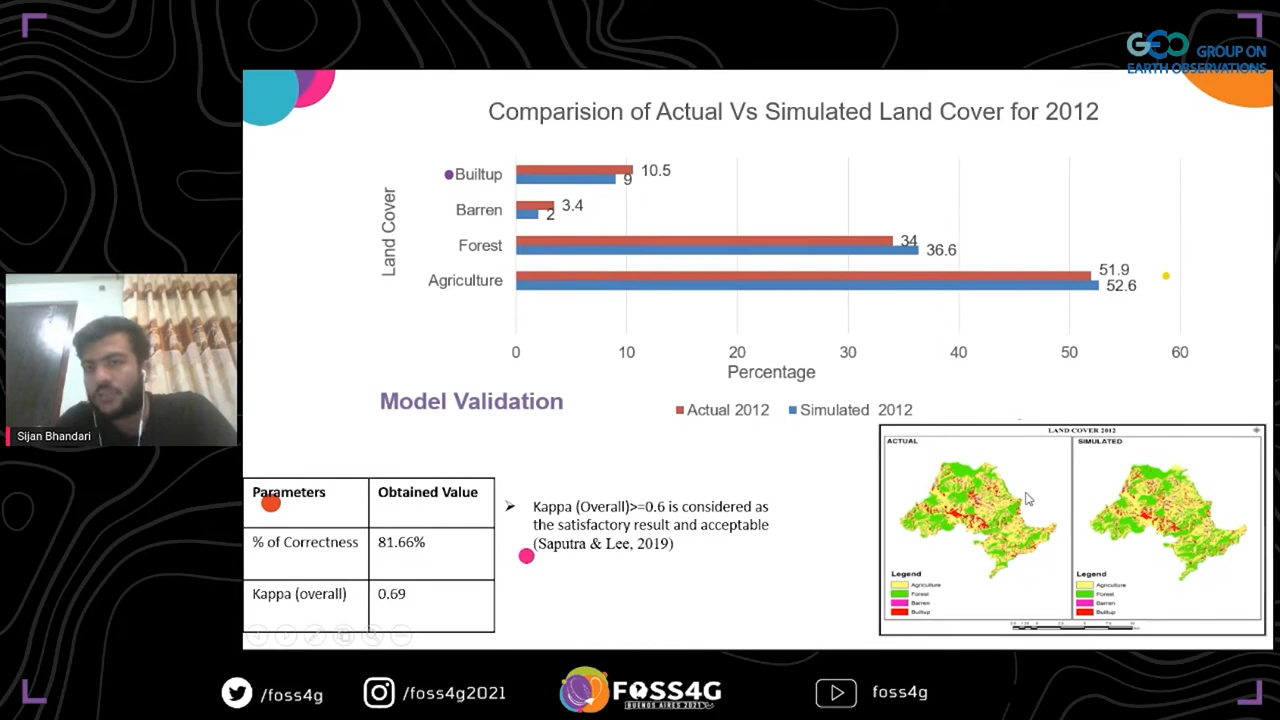 GEO GROUP ON
EARTH OBSERVATIONS
Comparision of Actual Vs Simulated Land Cover for 2012
Land Cover
Builtup
10.5
9
Barren
3.4
2
Forest
34
36.6
Agriculture
51.9
52.6
0 10 20 30 40 50 60
Percentage
Actual 2012 Simulated 2012
Model Validation
Sijan Bhandari
Parameters Obtained Value
% of Correctness 81.66%
Kappa (overall) 0.69
Kappa (Overall)>=0.6 is considered as
the satisfactory result and acceptable
(Saputra & Lee, 2019)
LAND COVER 2012
ACTUAL SIMULATED
Legend
Agriculture
Forest
Barren
Builtup
Legend
Agriculture
Forest
Barren
Builtup
/foss4g
/foss4g2021
FOSS4G
BUENOS AIRES 2021
foss4g